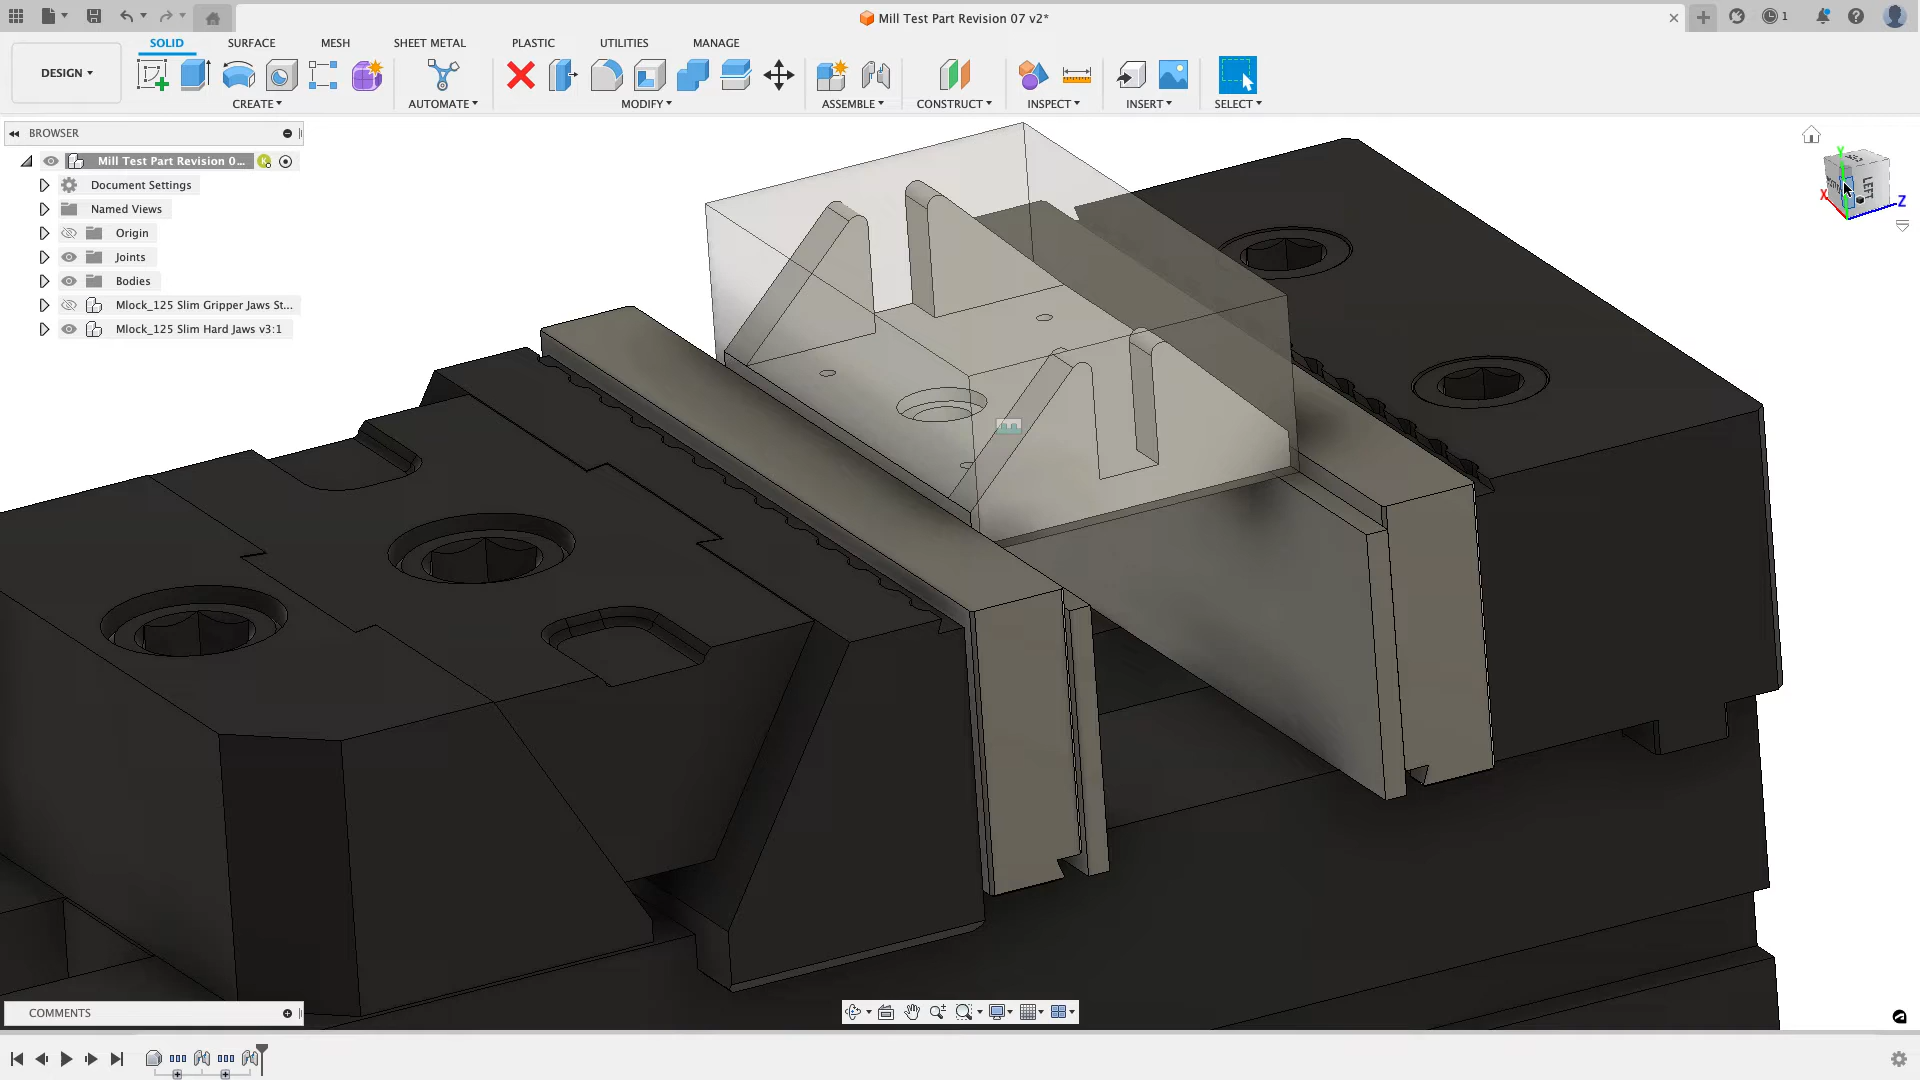 Mill Test Part Revision 07 v2*
1
DESIGN
SOLID
SURFACE
MESH
SHEET METAL
PLASTIC
UTILITIES
MANAGE
CREATE
AUTOMATE
MODIFY
ASSEMBLE
CONSTRUCT
INSPECT
INSERT
SELECT
BROWSER
Mill Test Part Revision 0...
K
Document Settings
Named Views
Origin
Joints
Bodies
Mlock_125 Slim Gripper Jaws St...
Mlock_125 Slim Hard Jaws v3:1
Y
LEFT
X
Z
COMMENTS